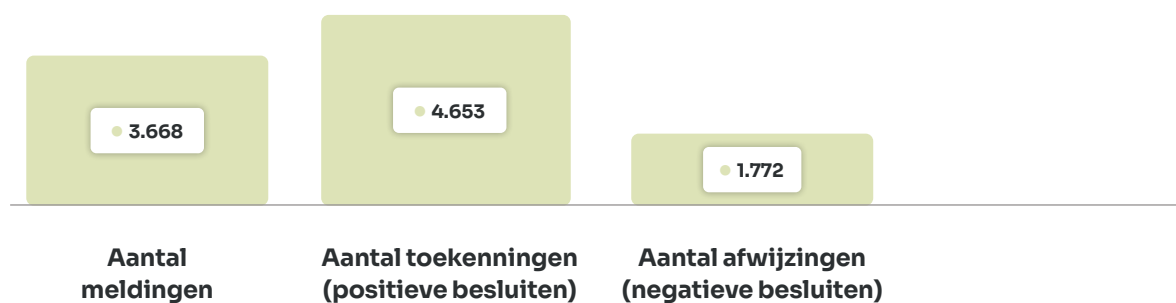 3.668
4.653
1.772
Aantal
meldingen
Aantal toekenningen
(positieve besluiten)
Aantal afwijzingen
(negatieve besluiten)